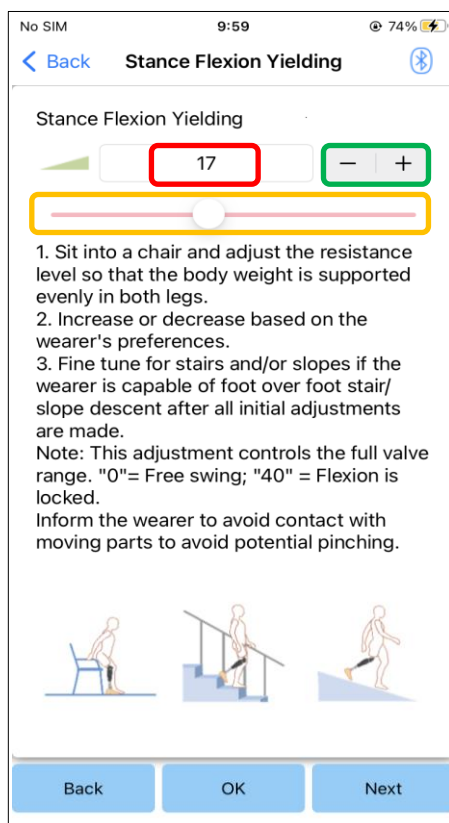 No SIM 9:59 74%
Back Stance Flexion Yielding
Stance Flexion Yielding
17 − +
1. Sit into a chair and adjust the resistance
level so that the body weight is supported
evenly in both legs.
2. Increase or decrease based on the
wearer's preferences.
3. Fine tune for stairs and/or slopes if the
wearer is capable of foot over foot stair/
slope descent after all initial adjustments
are made.
Note: This adjustment controls the full valve
range. "0"= Free swing; "40" = Flexion is
locked.
Inform the wearer to avoid contact with
moving parts to avoid potential pinching.
Back OK Next